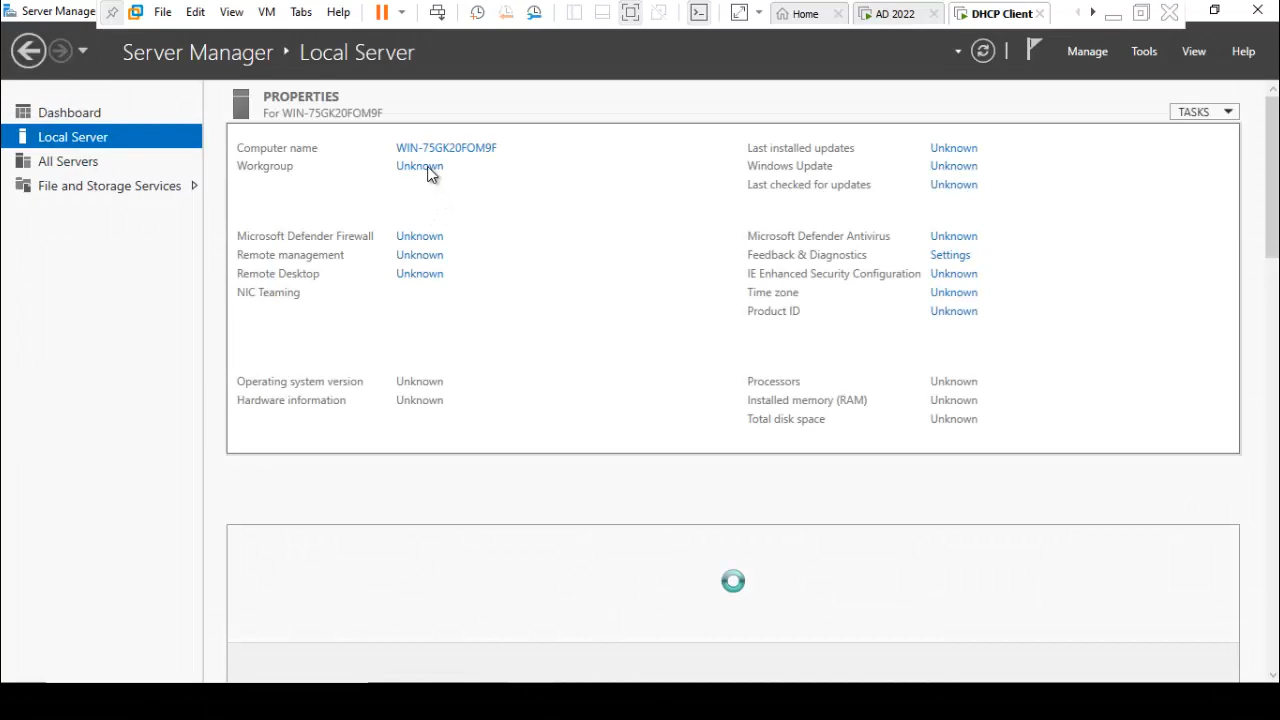 Server Manage File Edit View VM Tabs Help Home AD 2022 DHCP Client
Server Manager Local Server Manage Tools View Help
Dashboard
Local Server
All Servers
File and Storage Services
PROPERTIES
For WIN-75GK20FOM9F
TASKS
Computer name WIN-75GK20FOM9F Last installed updates Unknown
Workgroup Unknown Windows Update Unknown
Last checked for updates Unknown
Microsoft Defender Firewall Unknown Microsoft Defender Antivirus Unknown
Remote management Unknown Feedback & Diagnostics Settings
Remote Desktop Unknown IE Enhanced Security Configuration Unknown
NIC Teaming Time zone Unknown
Product ID Unknown
Operating system version Unknown Processors Unknown
Hardware information Unknown Installed memory (RAM) Unknown
Total disk space Unknown